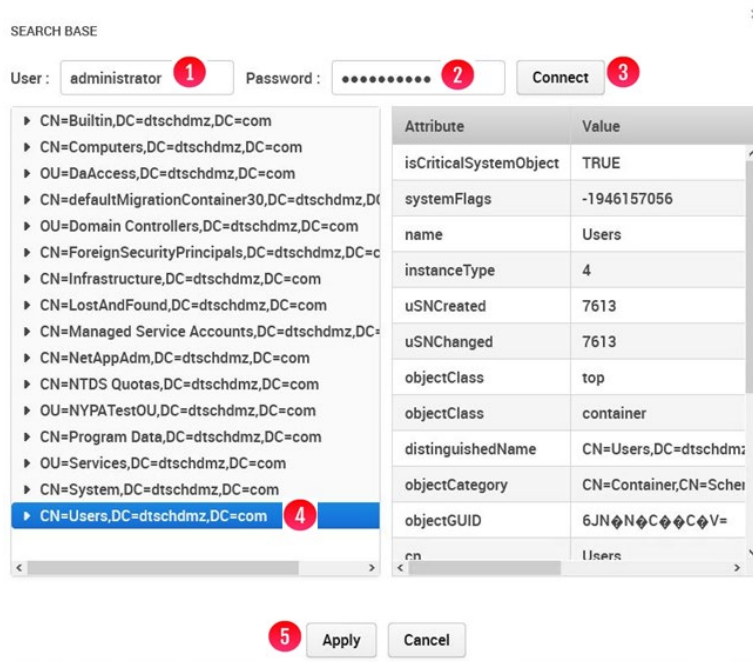 SEARCH BASE
User : administrator 1 Password : ●●●●●●●●●● 2 Connect 3
CN=Builtin,DC=dtschdmz,DC=com
CN=Computers,DC=dtschdmz,DC=com
OU=DaAccess,DC=dtschdmz,DC=com
CN=defaultMigrationContainer30,DC=dtschdmz,DC
OU=Domain Controllers,DC=dtschdmz,DC=com
CN=ForeignSecurityPrincipals,DC=dtschdmz,DC=c
CN=Infrastructure,DC=dtschdmz,DC=com
CN=LostAndFound,DC=dtschdmz,DC=com
CN=Managed Service Accounts,DC=dtschdmz,DC=
CN=NetAppAdm,DC=dtschdmz,DC=com
CN=NTDS Quotas,DC=dtschdmz,DC=com
OU=NYPATestOU,DC=dtschdmz,DC=com
CN=Program Data,DC=dtschdmz,DC=com
OU=Services,DC=dtschdmz,DC=com
CN=System,DC=dtschdmz,DC=com
CN=Users,DC=dtschdmz,DC=com 4
Attribute Value
isCriticalSystemObject TRUE
systemFlags -1946157056
name Users
instanceType 4
uSNCreated 7613
uSNChanged 7613
objectClass top
objectClass container
distinguishedName CN=Users,DC=dtschdmz
objectCategory CN=Container,CN=Scher
objectGUID 6JN�N�C��C�V=
cn Users
5 Apply Cancel